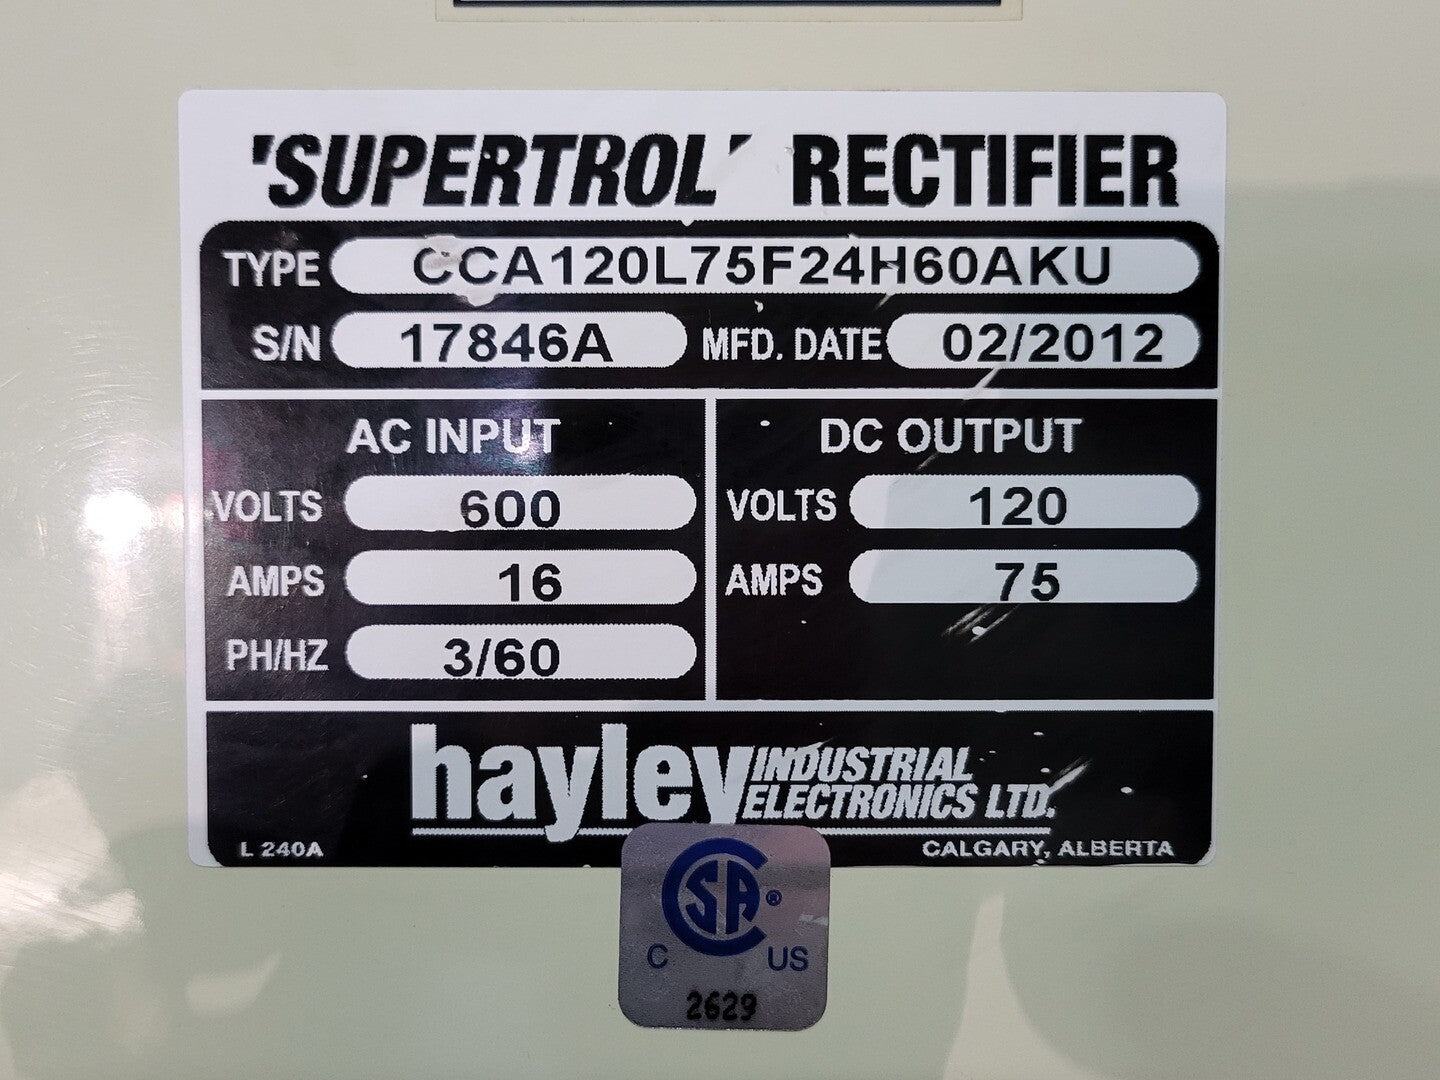 'SUPERTROL' RECTIFIER
TYPE CCA120L75F24H60AKU
S/N 17846A MFD. DATE 02/2012
AC INPUT
VOLTS 600
AMPS 16
PH/HZ 3/60
DC OUTPUT
VOLTS 120
AMPS 75
hayley INDUSTRIAL
ELECTRONICS LTD.
L 240A
CALGARY, ALBERTA
CSA ®
C US
2629